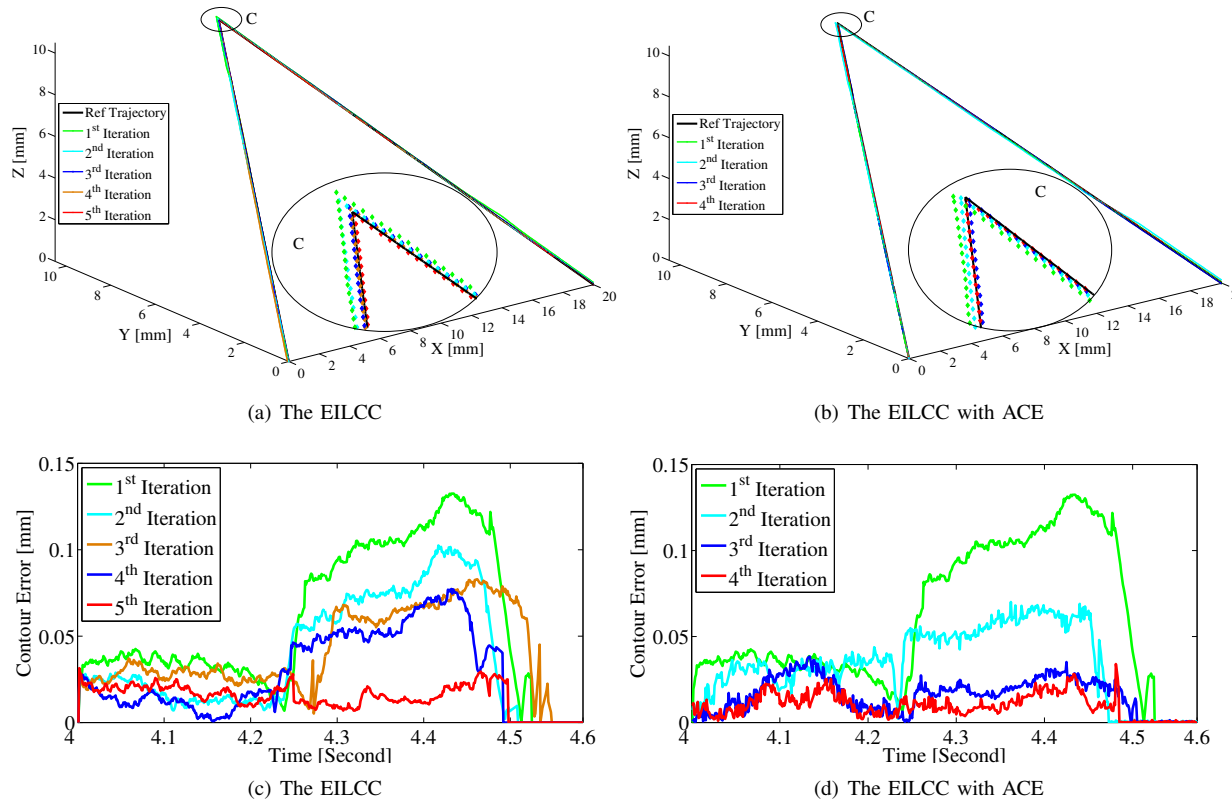 C
10
8
6
4
2
0
Z [mm]
Ref Trajectory
1st Iteration
2nd Iteration
3rd Iteration
4th Iteration
5th Iteration
C
10
8
6
4
2
0
Y [mm]
0
2
4
6
8
10
12
14
16
18
20
X [mm]
(a) The EILCC
C
10
8
6
4
2
0
Z [mm]
Ref Trajectory
1st Iteration
2nd Iteration
3rd Iteration
4th Iteration
C
10
8
6
4
2
0
Y [mm]
0
2
4
6
8
10
12
14
16
18
X [mm]
(b) The EILCC with ACE
0.15
0.1
0.05
0
Contour Error [mm]
1st Iteration
2nd Iteration
3rd Iteration
4th Iteration
5th Iteration
4 4.1 4.2 4.3 4.4 4.5 4.6
Time [Second]
(c) The EILCC
0.15
0.1
0.05
0
Contour Error [mm]
1st Iteration
2nd Iteration
3rd Iteration
4th Iteration
4 4.1 4.2 4.3 4.4 4.5 4.6
Time [Second]
(d) The EILCC with ACE